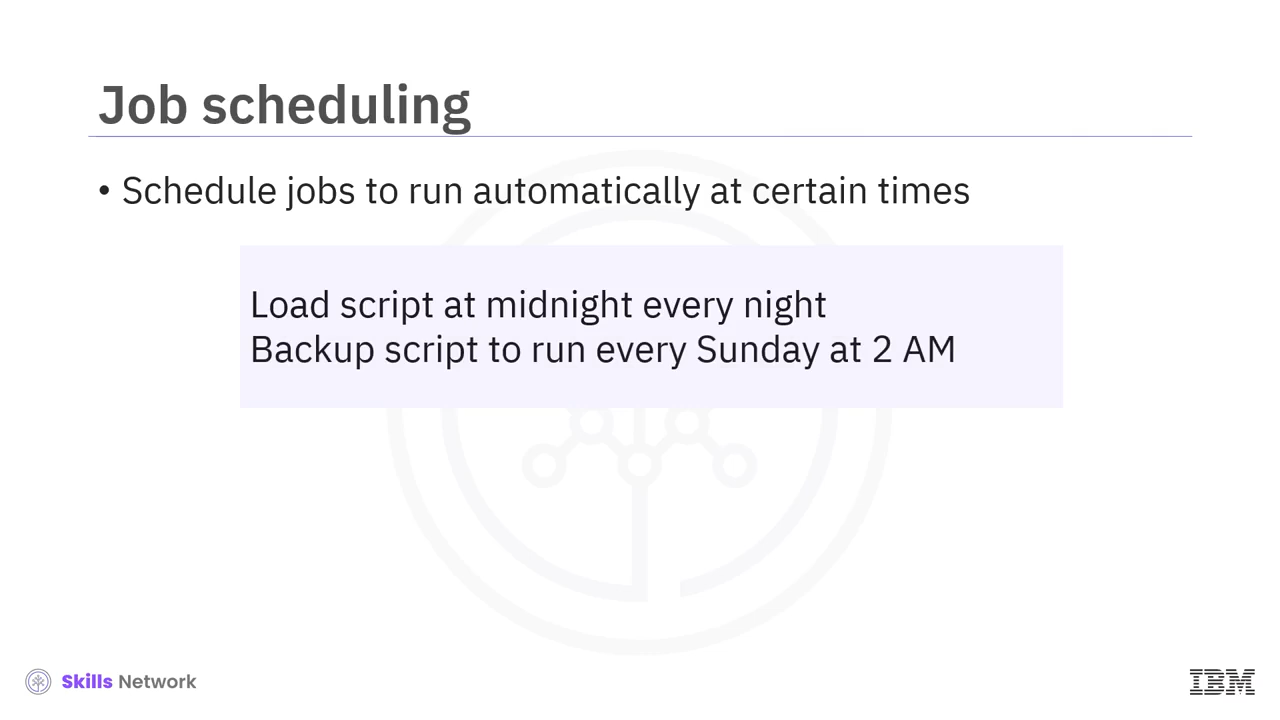 Job scheduling
• Schedule jobs to run automatically at certain times
Load script at midnight every night
Backup script to run every Sunday at 2 AM
Skills Network
IBM